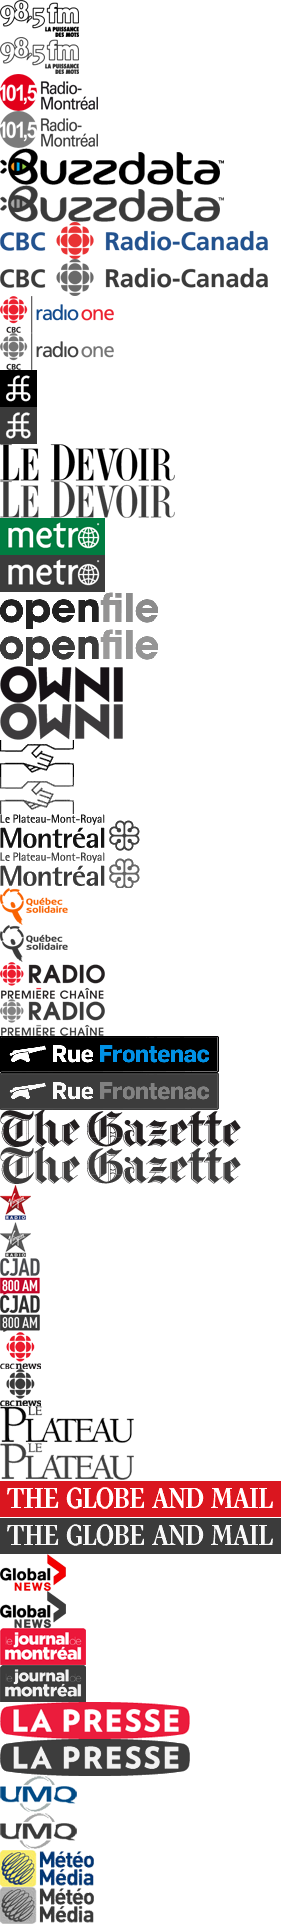 98,5 fm
LA PUISSANCE
DES MOTS
98,5 fm
LA PUISSANCE
DES MOTS
101,5 Radio-
Montréal
101,5 Radio-
Montréal
Buzzdata™
Buzzdata™
CBC Radio-Canada
CBC Radio-Canada
radio one
CBC
radio one
CBC
LE DEVOIR
LE DEVOIR
metro
metro
openfile
openfile
OWNI
OWNI
Le Plateau-Mont-Royal
Montréal
Le Plateau-Mont-Royal
Montréal
Québec
solidaire
Québec
solidaire
RADIO
PREMIÈRE CHAÎNE
RADIO
PREMIÈRE CHAÎNE
Rue Frontenac
Rue Frontenac
The Gazette
The Gazette
Virgin
RADIO
Virgin
RADIO
CJAD
800 AM
CJAD
800 AM
CBC news
CBC news
LE
PLATEAU
LE
PLATEAU
THE GLOBE AND MAIL
THE GLOBE AND MAIL
Global
NEWS
Global
NEWS
le journal de
montréal
le journal de
montréal
LA PRESSE
LA PRESSE
UMQ
UMQ
Météo
Média
Météo
Média